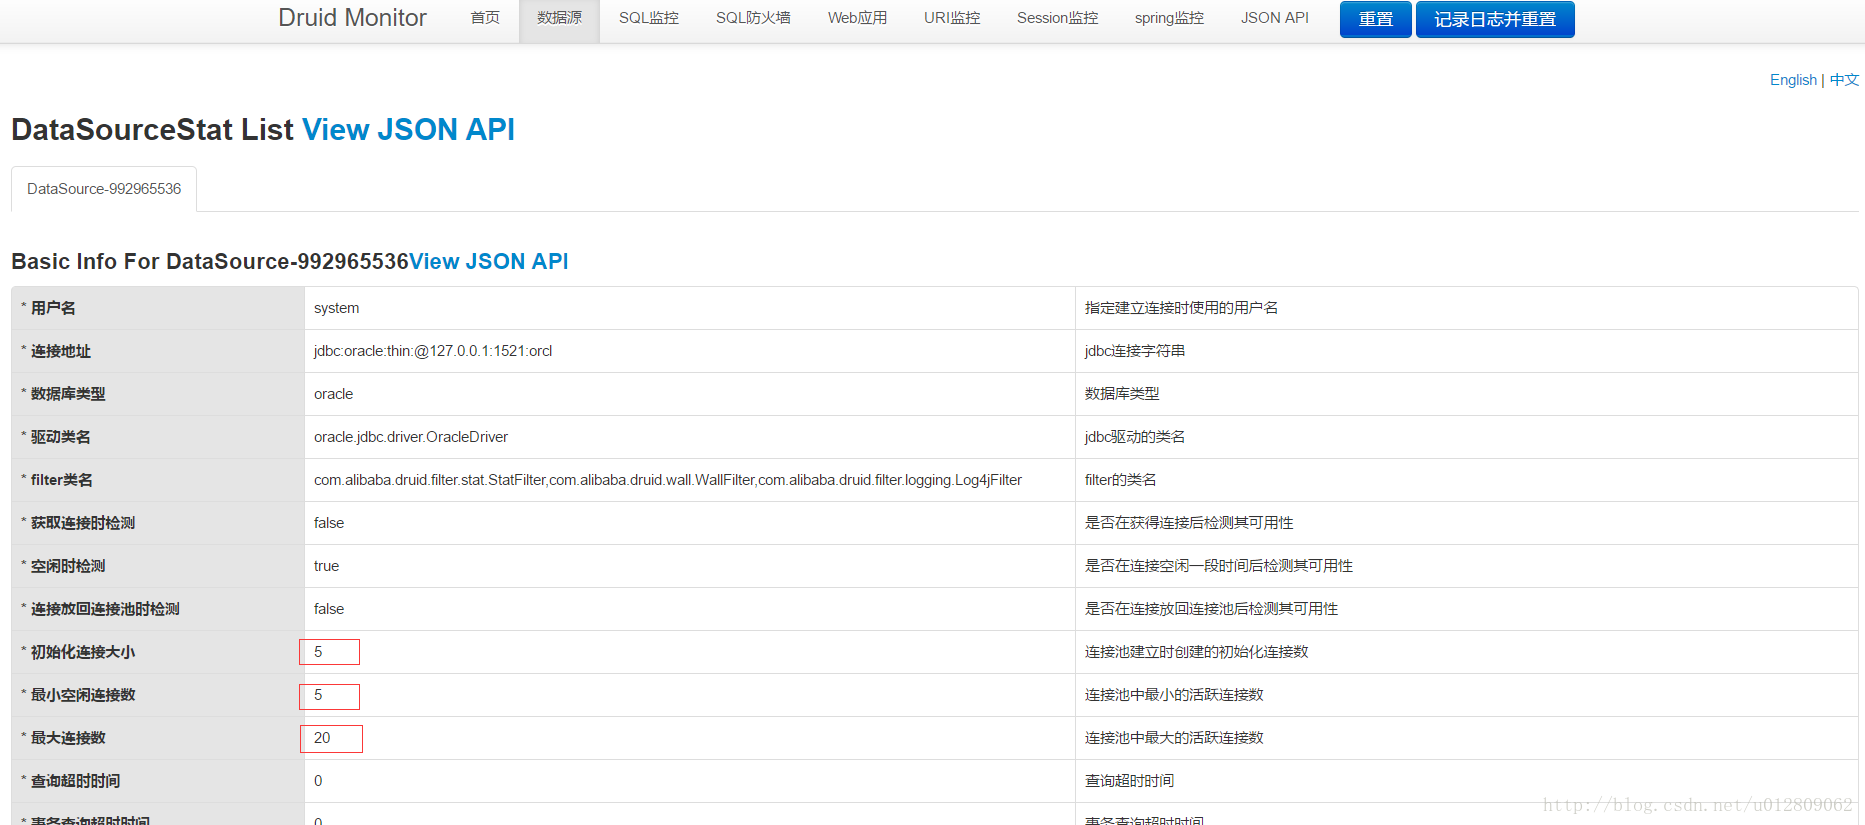 Druid Monitor 首页 数据源 SQL监控 SQL防火墙 Web应用 URI监控 Session监控 spring监控 JSON API 重置 记录日志并重置
English | 中文
DataSourceStat List View JSON API
DataSource-992965536
Basic Info For DataSource-992965536View JSON API
* 用户名 system 指定建立连接时使用的用户名
* 连接地址 jdbc:oracle:thin:@127.0.0.1:1521:orcl jdbc连接字符串
* 数据库类型 oracle 数据库类型
* 驱动类名 oracle.jdbc.driver.OracleDriver jdbc驱动的类名
* filter类名 com.alibaba.druid.filter.stat.StatFilter,com.alibaba.druid.wall.WallFilter,com.alibaba.druid.filter.logging.Log4jFilter filter的类名
* 获取连接时检测 false 是否在获得连接后检测其可用性
* 空闲时检测 true 是否在连接空闲一段时间后检测其可用性
* 连接放回连接池时检测 false 是否在连接放回连接池后检测其可用性
* 初始化连接大小 5 连接池建立时创建的初始化连接数
* 最小空闲连接数 5 连接池中最小的活跃连接数
* 最大连接数 20 连接池中最大的活跃连接数
* 查询超时时间 0 查询超时时间
http://blog.csdn.net/u012809062
* 事务查询超时时间 0 事务查询超时时间